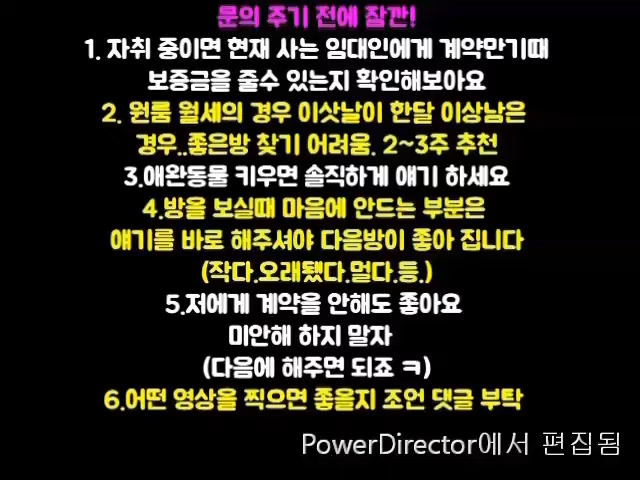 문의 주기 전에 잠깐!
1. 자취 중이면 현재 사는 임대인에게 계약만기때
보증금을 줄수 있는지 확인해보아요
2. 원룸 월세의 경우 이삿날이 한달 이상남은
경우..좋은방 찾기 어려움. 2~3주 추천
3.애완동물 키우면 솔직하게 얘기 하세요
4.방을 보실때 마음에 안드는 부분은
얘기를 바로 해주셔야 다음방이 좋아 집니다
(작다.오래됐다.멀다.등.)
5.저에게 계약을 안해도 좋아요
미안해 하지 말자
(다음에 해주면 되죠 ㅋ)
6.어떤 영상을 찍으면 좋을지 조언 댓글 부탁
PowerDirector에서 편집됨